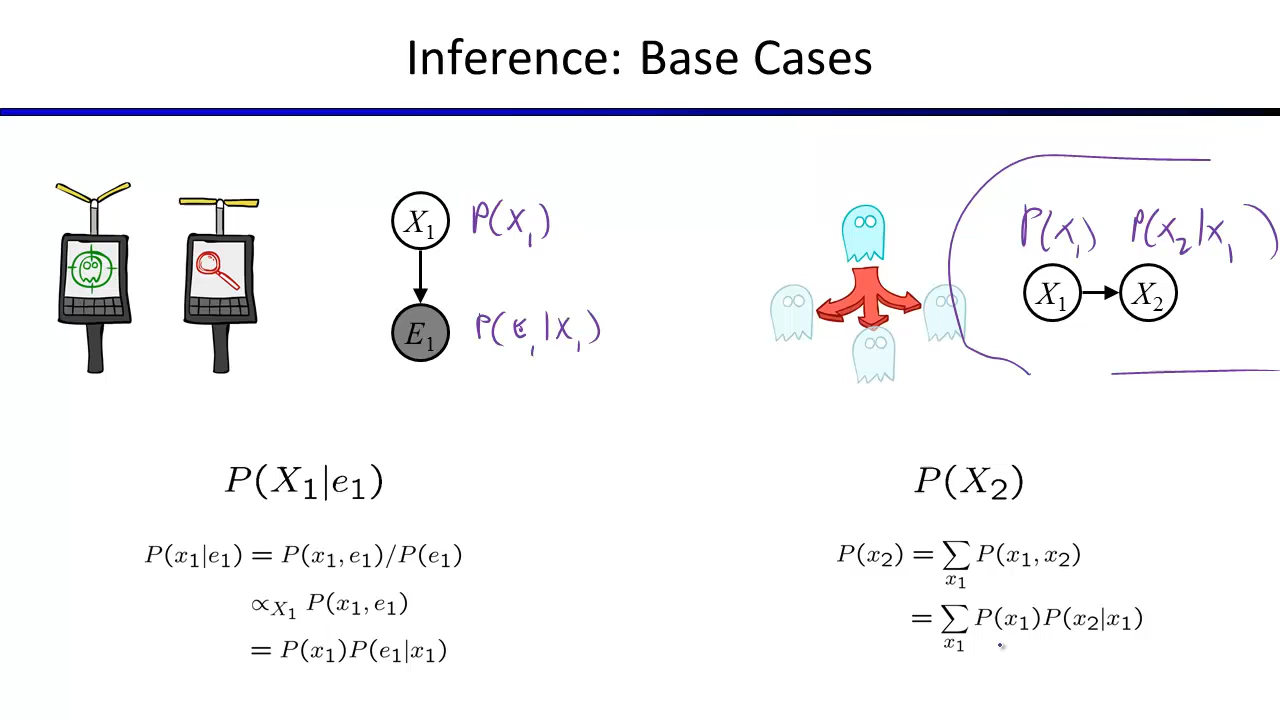 Inference: Base Cases
X₁ P(X₁)
E₁ P(E₁|X₁)
P(X₁) P(X₂|X₁)
X₁ X₂
P(X₁|e₁)
P(x₁|e₁) = P(x₁, e₁)/P(e₁)
∝X₁ P(x₁, e₁)
= P(x₁)P(e₁|x₁)
P(X₂)
P(x₂) = ∑x₁ P(x₁, x₂)
= ∑x₁ P(x₁)P(x₂|x₁)